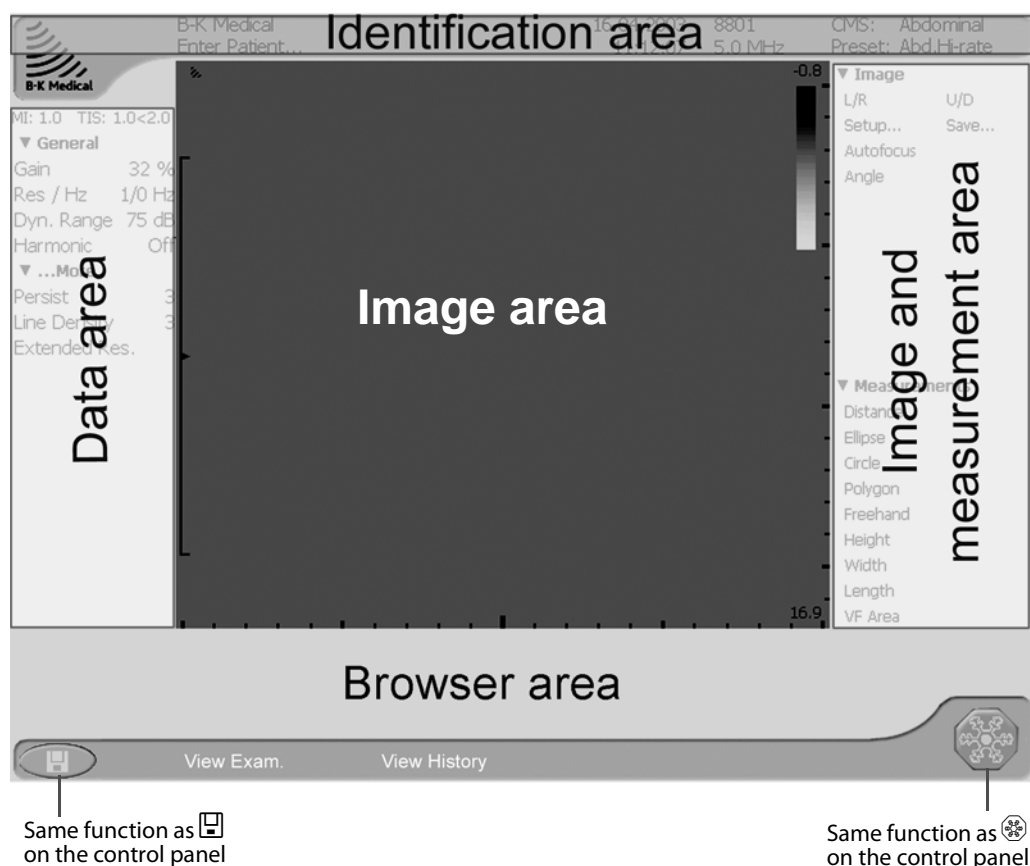 B-K Medical
Enter Patient...
Identification area
8801
5.0 MHz
CMS: Abdominal
Preset: Abd.Hi-rate
B-K Medical
MI: 1.0 TIS: 1.0<2.0
General
Gain 32 %
Res / Hz 1/0 Hz
Dyn. Range 75 dB
Harmonic Off
...More
Persist 3
Line Density 3
Extended Res.
Data area
-0.8
Image area
16.9
Image
L/R U/D
Setup... Save...
Autofocus
Angle
Measurements
Distance
Ellipse
Circle
Polygon
Freehand
Height
Width
Length
VF Area
Image and
measurement area
Browser area
View Exam. View History
Same function as
on the control panel
Same function as
on the control panel